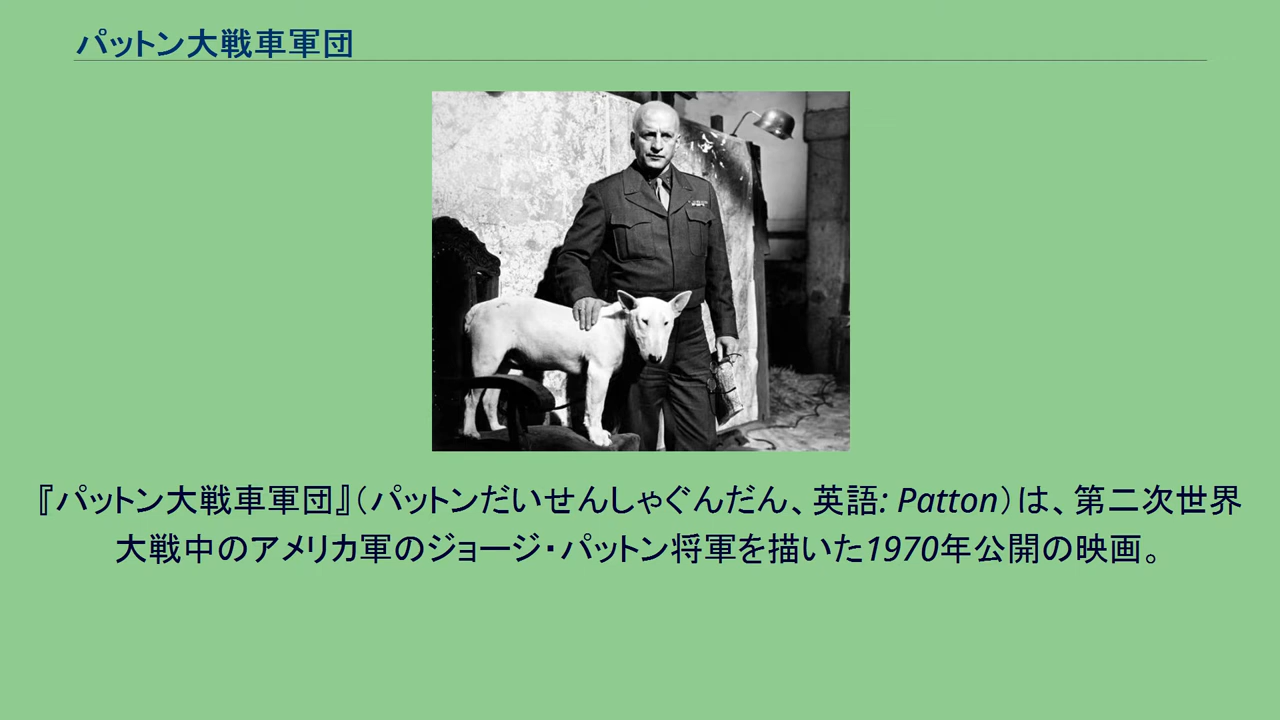 パットン大戦車軍団
『パットン大戦車軍団』（パットンだいせんしゃぐんだん、英語: Patton）は、第二次世界
大戦中のアメリカ軍のジョージ・パットン将軍を描いた1970年公開の映画。